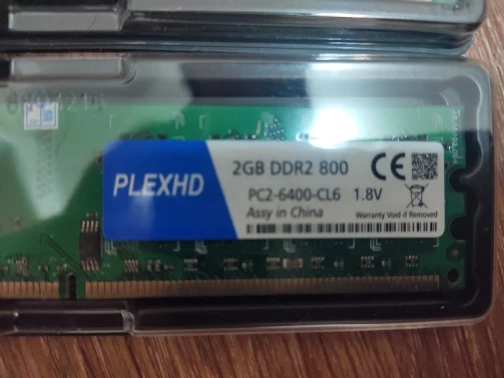 PLEXHD
2GB DDR2 800
PC2-6400-CL6 1.8V
Assy in China
Warranty Void if Removed
CE